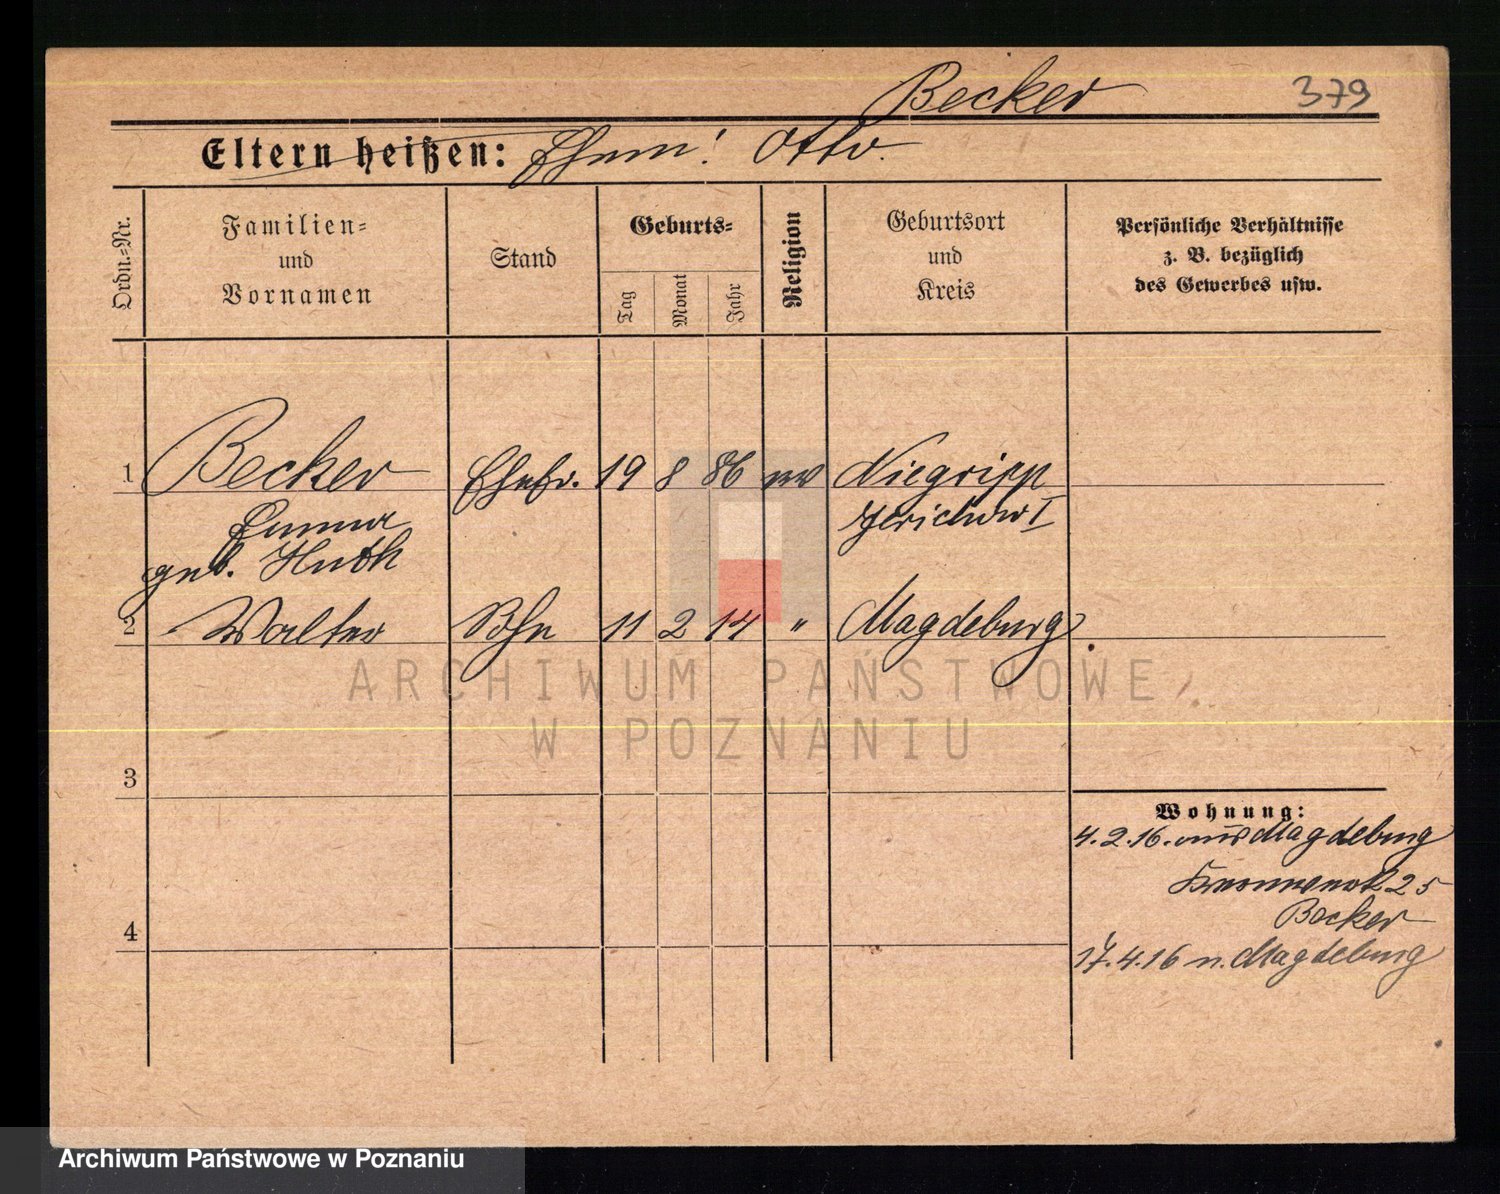 Becker 379
Eltern heißen: Ehem! Otto.
Ordn.=Nr.
Familien=
und
Vornamen
Stand
Geburts=
Tag
Monat
Jahr
Religion
Geburtsort
und
Kreis
Persönliche Verhältnisse
z. B. bezüglich
des Gewerbes usw.
1 Becker Ehefr. 19 8 86 ev Niegripp
Emma Jerichow I
geb. Huth
2 Walter Shn 11 2 14 " Magdeburg
ARCHIWUM PAŃSTWOWE
W POZNANIU
3
Wohnung:
4.2.16. aus Magdeburg
25
Becker
4
17.4.16 n. Magdeburg
Archiwum Państwowe w Poznaniu